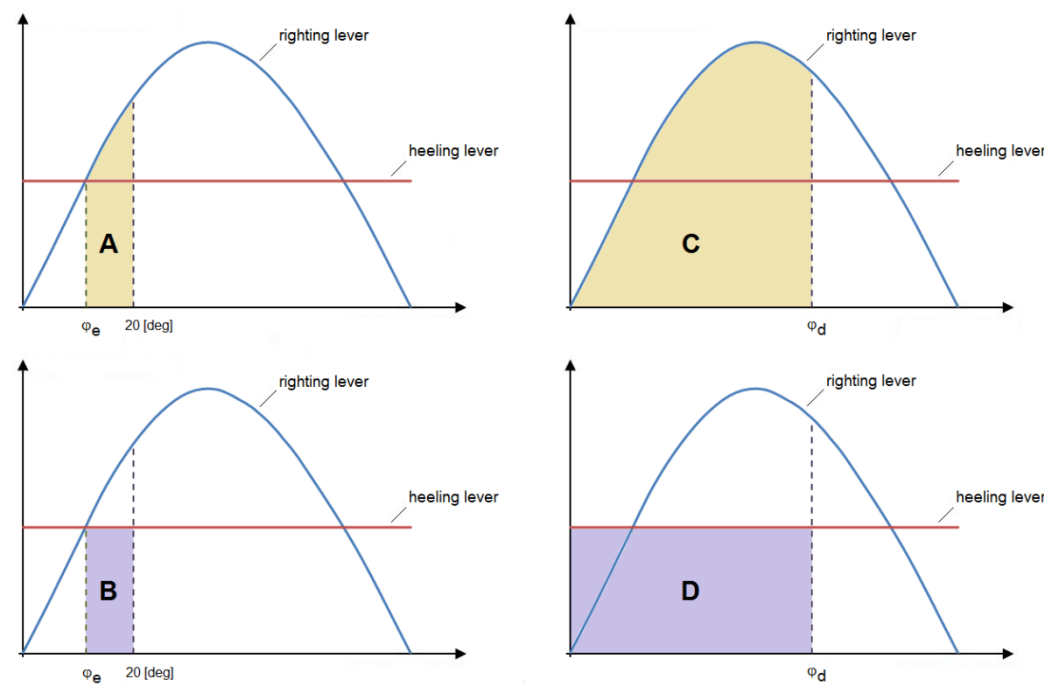 righting lever
heeling lever
A
φe
20 [deg]
righting lever
heeling lever
C
φd
righting lever
heeling lever
B
φe
20 [deg]
righting lever
heeling lever
D
φd